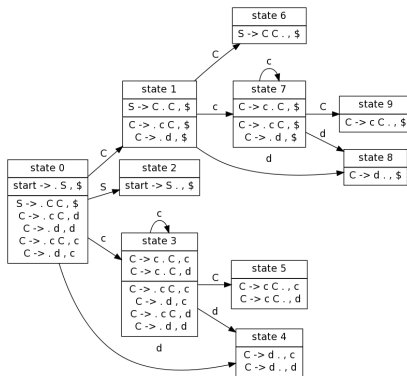 state 6
S -> C C . , $
C
state 1
S -> C . C , $
C -> . c C , $
C -> . d , $
c
c
state 7
C -> c . C , $
C -> . c C , $
C -> . d , $
C
state 9
C -> c C . , $
d
state 8
C -> d . , $
d
state 0
start -> . S , $
S -> . C C , $
C -> . c C , d
C -> . d , d
C -> . c C , c
C -> . d , c
C
S
state 2
start -> S . , $
c
c
state 3
C -> c . C , c
C -> c . C , d
C -> . c C , c
C -> . d , c
C -> . c C , d
C -> . d , d
C
state 5
C -> c C . , c
C -> c C . , d
d
state 4
C -> d . , c
C -> d . , d
d